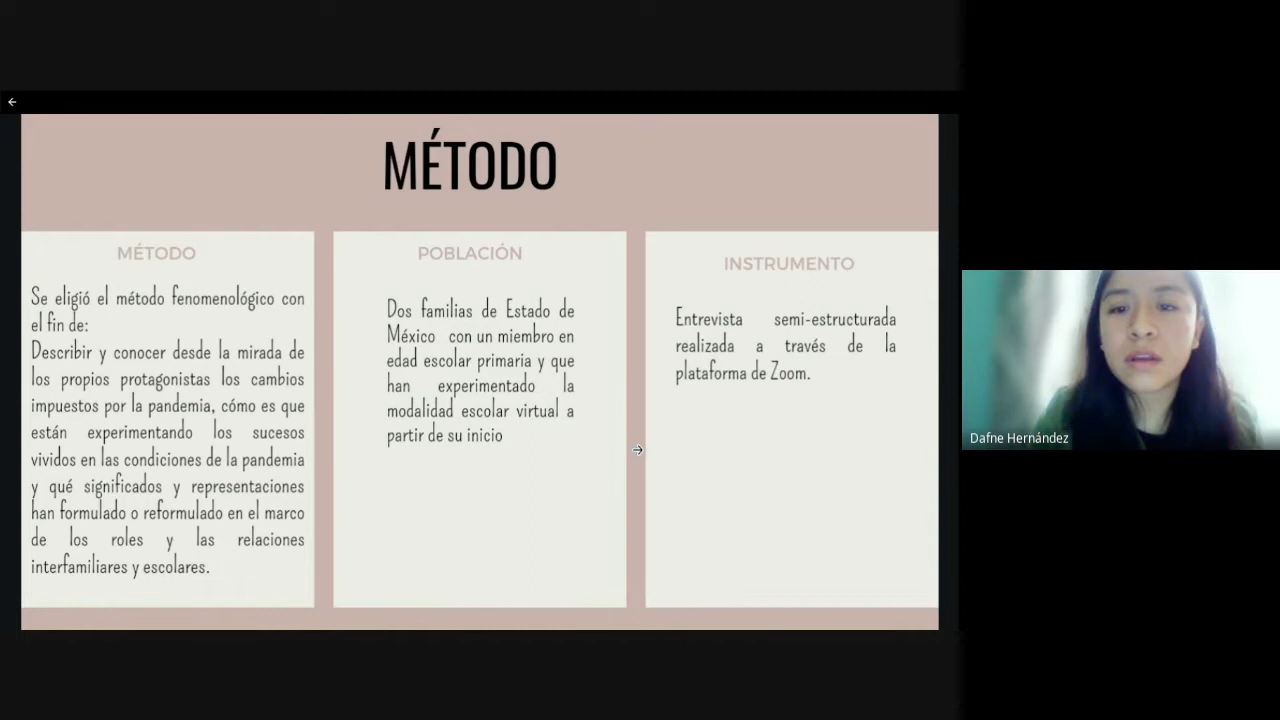 MÉTODO
MÉTODO
Se eligió el método fenomenológico con
el fin de:
Describir y conocer desde la mirada de
los propios protagonistas los cambios
impuestos por la pandemia, cómo es que
están experimentando los sucesos
vividos en las condiciones de la pandemia
y qué significados y representaciones
han formulado o reformulado en el marco
de los roles y las relaciones
interfamiliares y escolares.
POBLACIÓN
Dos familias de Estado de
México con un miembro en
edad escolar primaria y que
han experimentado la
modalidad escolar virtual a
partir de su inicio
INSTRUMENTO
Entrevista semi-estructurada
realizada a través de la
plataforma de Zoom.
Dafne Hernández